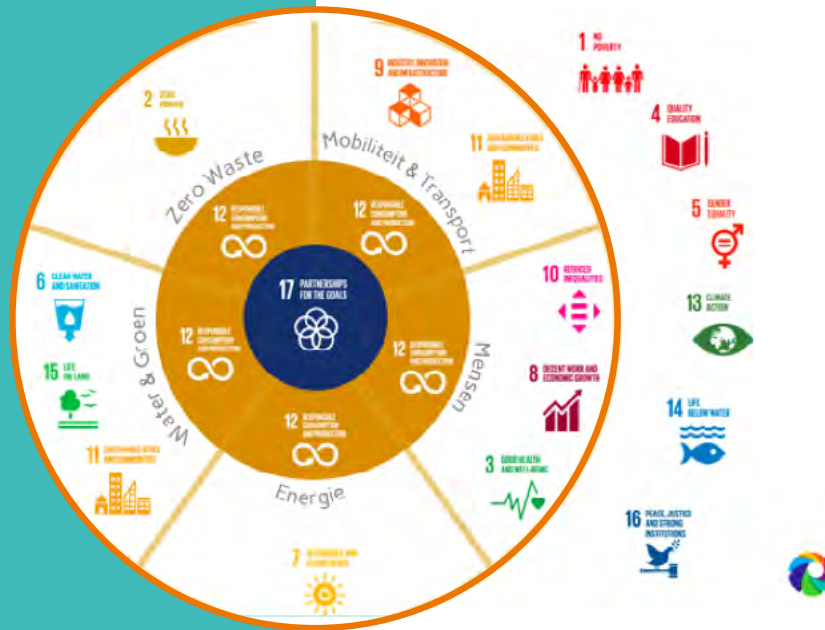 2 ZERO
HUNGER
9 INDUSTRY, INNOVATION
AND INFRASTRUCTURE
11 SUSTAINABLE CITIES
AND COMMUNITIES
1 NO
POVERTY
4 QUALITY
EDUCATION
5 GENDER
EQUALITY
13 CLIMATE
ACTION
14 LIFE
BELOW WATER
16 PEACE, JUSTICE
AND STRONG
INSTITUTIONS
Zero Waste
Mobiliteit & Transport
12 RESPONSIBLE
CONSUMPTION
AND PRODUCTION
12 RESPONSIBLE
CONSUMPTION
AND PRODUCTION
6 CLEAN WATER
AND SANITATION
15 LIFE
ON LAND
11 SUSTAINABLE CITIES
AND COMMUNITIES
Water & Groen
12 RESPONSIBLE
CONSUMPTION
AND PRODUCTION
17 PARTNERSHIPS
FOR THE GOALS
12 RESPONSIBLE
CONSUMPTION
AND PRODUCTION
Mensen
10 REDUCED
INEQUALITIES
8 DECENT WORK AND
ECONOMIC GROWTH
3 GOOD HEALTH
AND WELL-BEING
12 RESPONSIBLE
CONSUMPTION
AND PRODUCTION
Energie
7 AFFORDABLE AND
CLEAN ENERGY